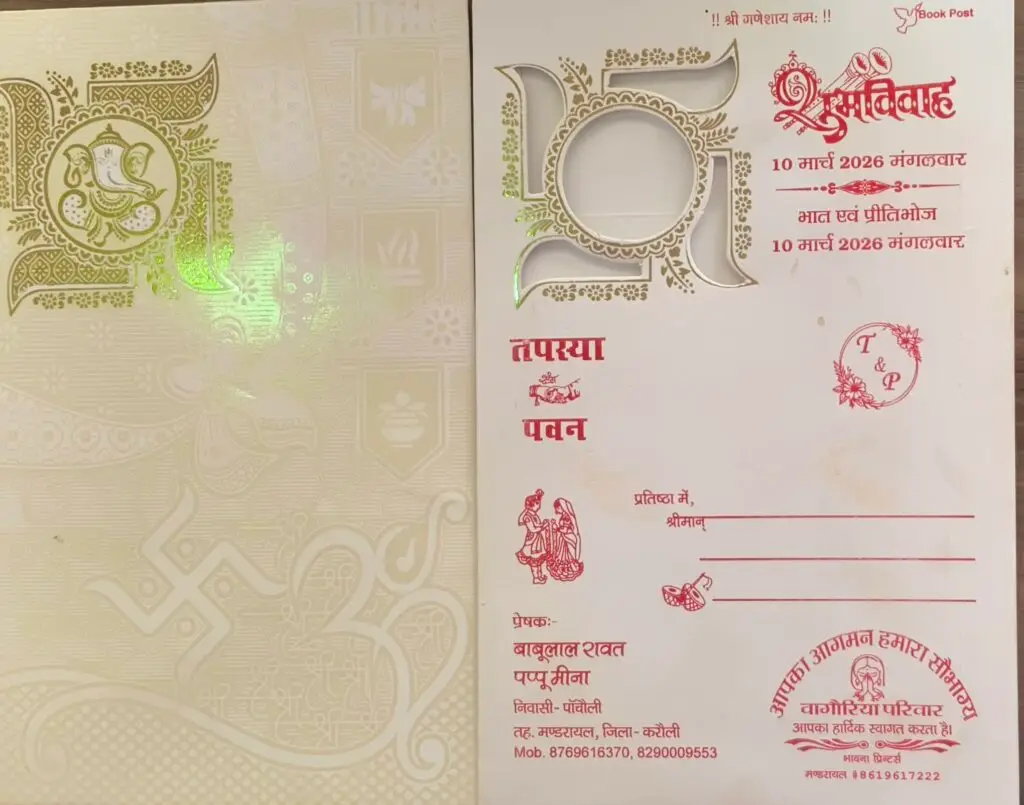 !! श्री गणेशाय नम: !!
Book Post
शुभविवाह
10 मार्च 2026 मंगलवार
भात एवं प्रीतिभोज
10 मार्च 2026 मंगलवार
तपस्या
संग
पवन
T & P
प्रतिष्ठा में,
श्रीमान्
प्रेषकः-
बाबूलाल रावत
पप्पू मीना
निवासी- पाँचौली
तह. मण्डरायल, जिला- करौली
Mob. 8769616370, 8290009553
आपका आगमन हमारा सौभाग्य
वागौरिया परिवार
आपका हार्दिक स्वागत करता है।
भावना प्रिन्टर्स
मण्डरायल #8619617222